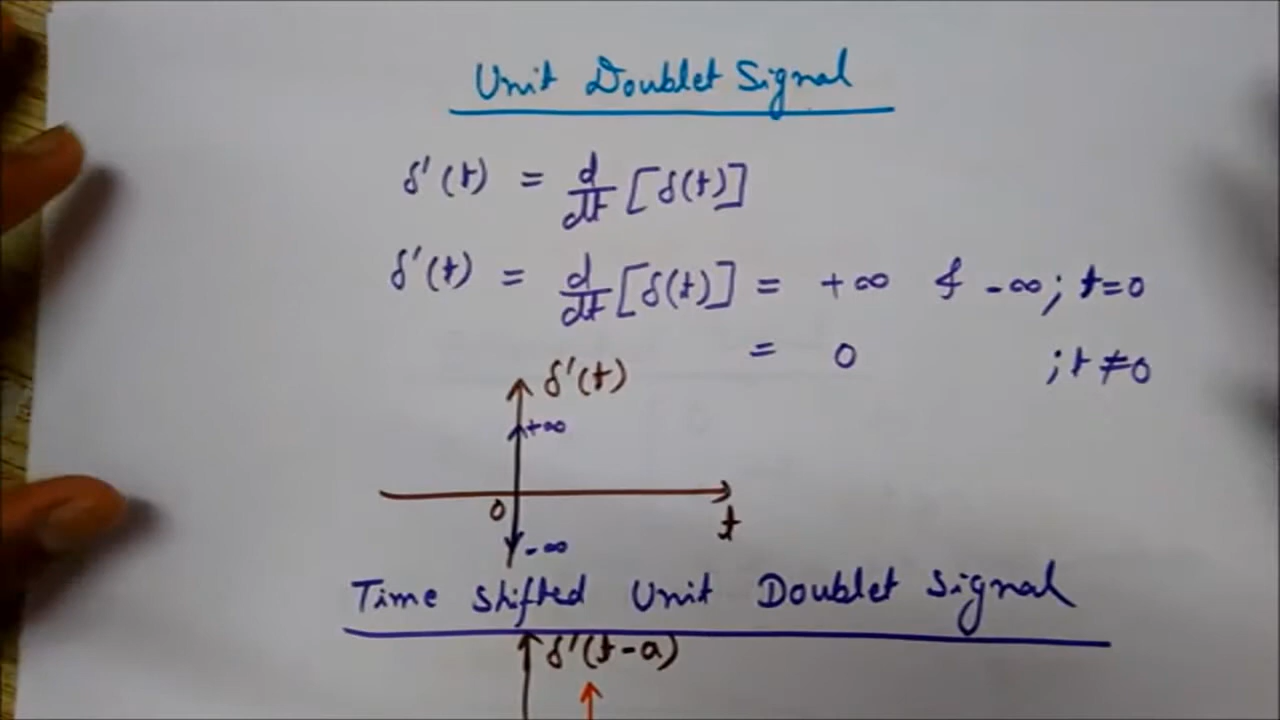 Unit Doublet Signal
δ'(t) = d/dt [δ(t)]
δ'(t) = d/dt [δ(t)] = +∞ & -∞; t=0
= 0 ; t ≠ 0
δ'(t)
+∞
0
t
-∞
Time Shifted Unit Doublet Signal
δ'(t-a)